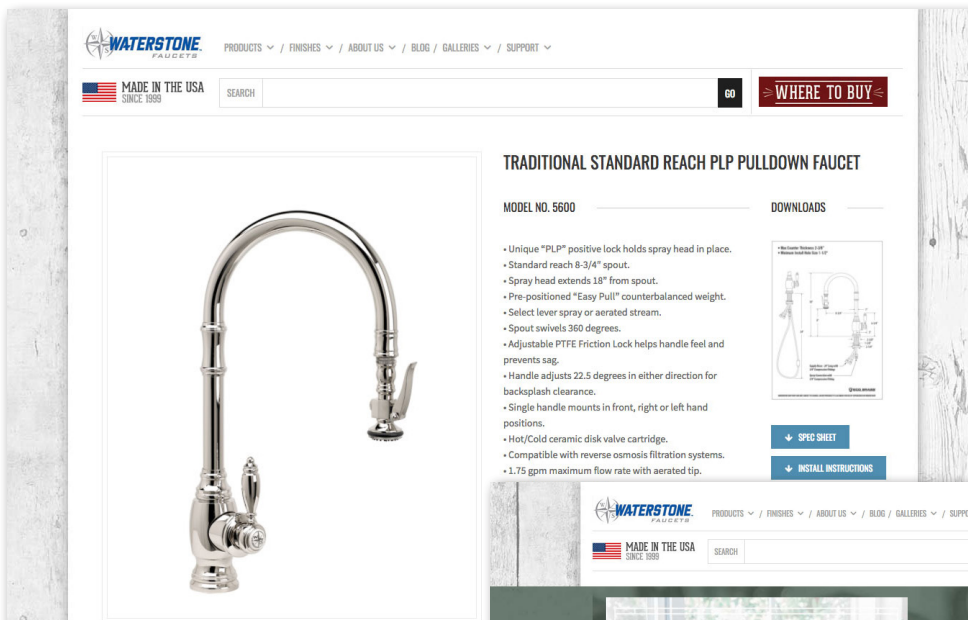 WATERSTONE
FAUCETS
PRODUCTS / FINISHES / ABOUT US / BLOG / GALLERIES / SUPPORT
MADE IN THE USA
SINCE 1999
SEARCH
GO
WHERE TO BUY
TRADITIONAL STANDARD REACH PLP PULLDOWN FAUCET
MODEL NO. 5600
• Unique “PLP” positive lock holds spray head in place.
• Standard reach 8-3/4″ spout.
• Spray head extends 18″ from spout.
• Pre-positioned “Easy Pull” counterbalanced weight.
• Select lever spray or aerated stream.
• Spout swivels 360 degrees.
• Adjustable PTFE Friction Lock helps handle feel and
prevents sag.
• Handle adjusts 22.5 degrees in either direction for
backsplash clearance.
• Single handle mounts in front, right or left hand
positions.
• Hot/Cold ceramic disk valve cartridge.
• Compatible with reverse osmosis filtration systems.
• 1.75 gpm maximum flow rate with aerated tip.
DOWNLOADS
SPEC SHEET
INSTALL INSTRUCTIONS
WATERSTONE
FAUCETS
PRODUCTS / FINISHES / ABOUT US / BLOG / GALLERIES / SUPPO
MADE IN THE USA
SINCE 1999
SEARCH